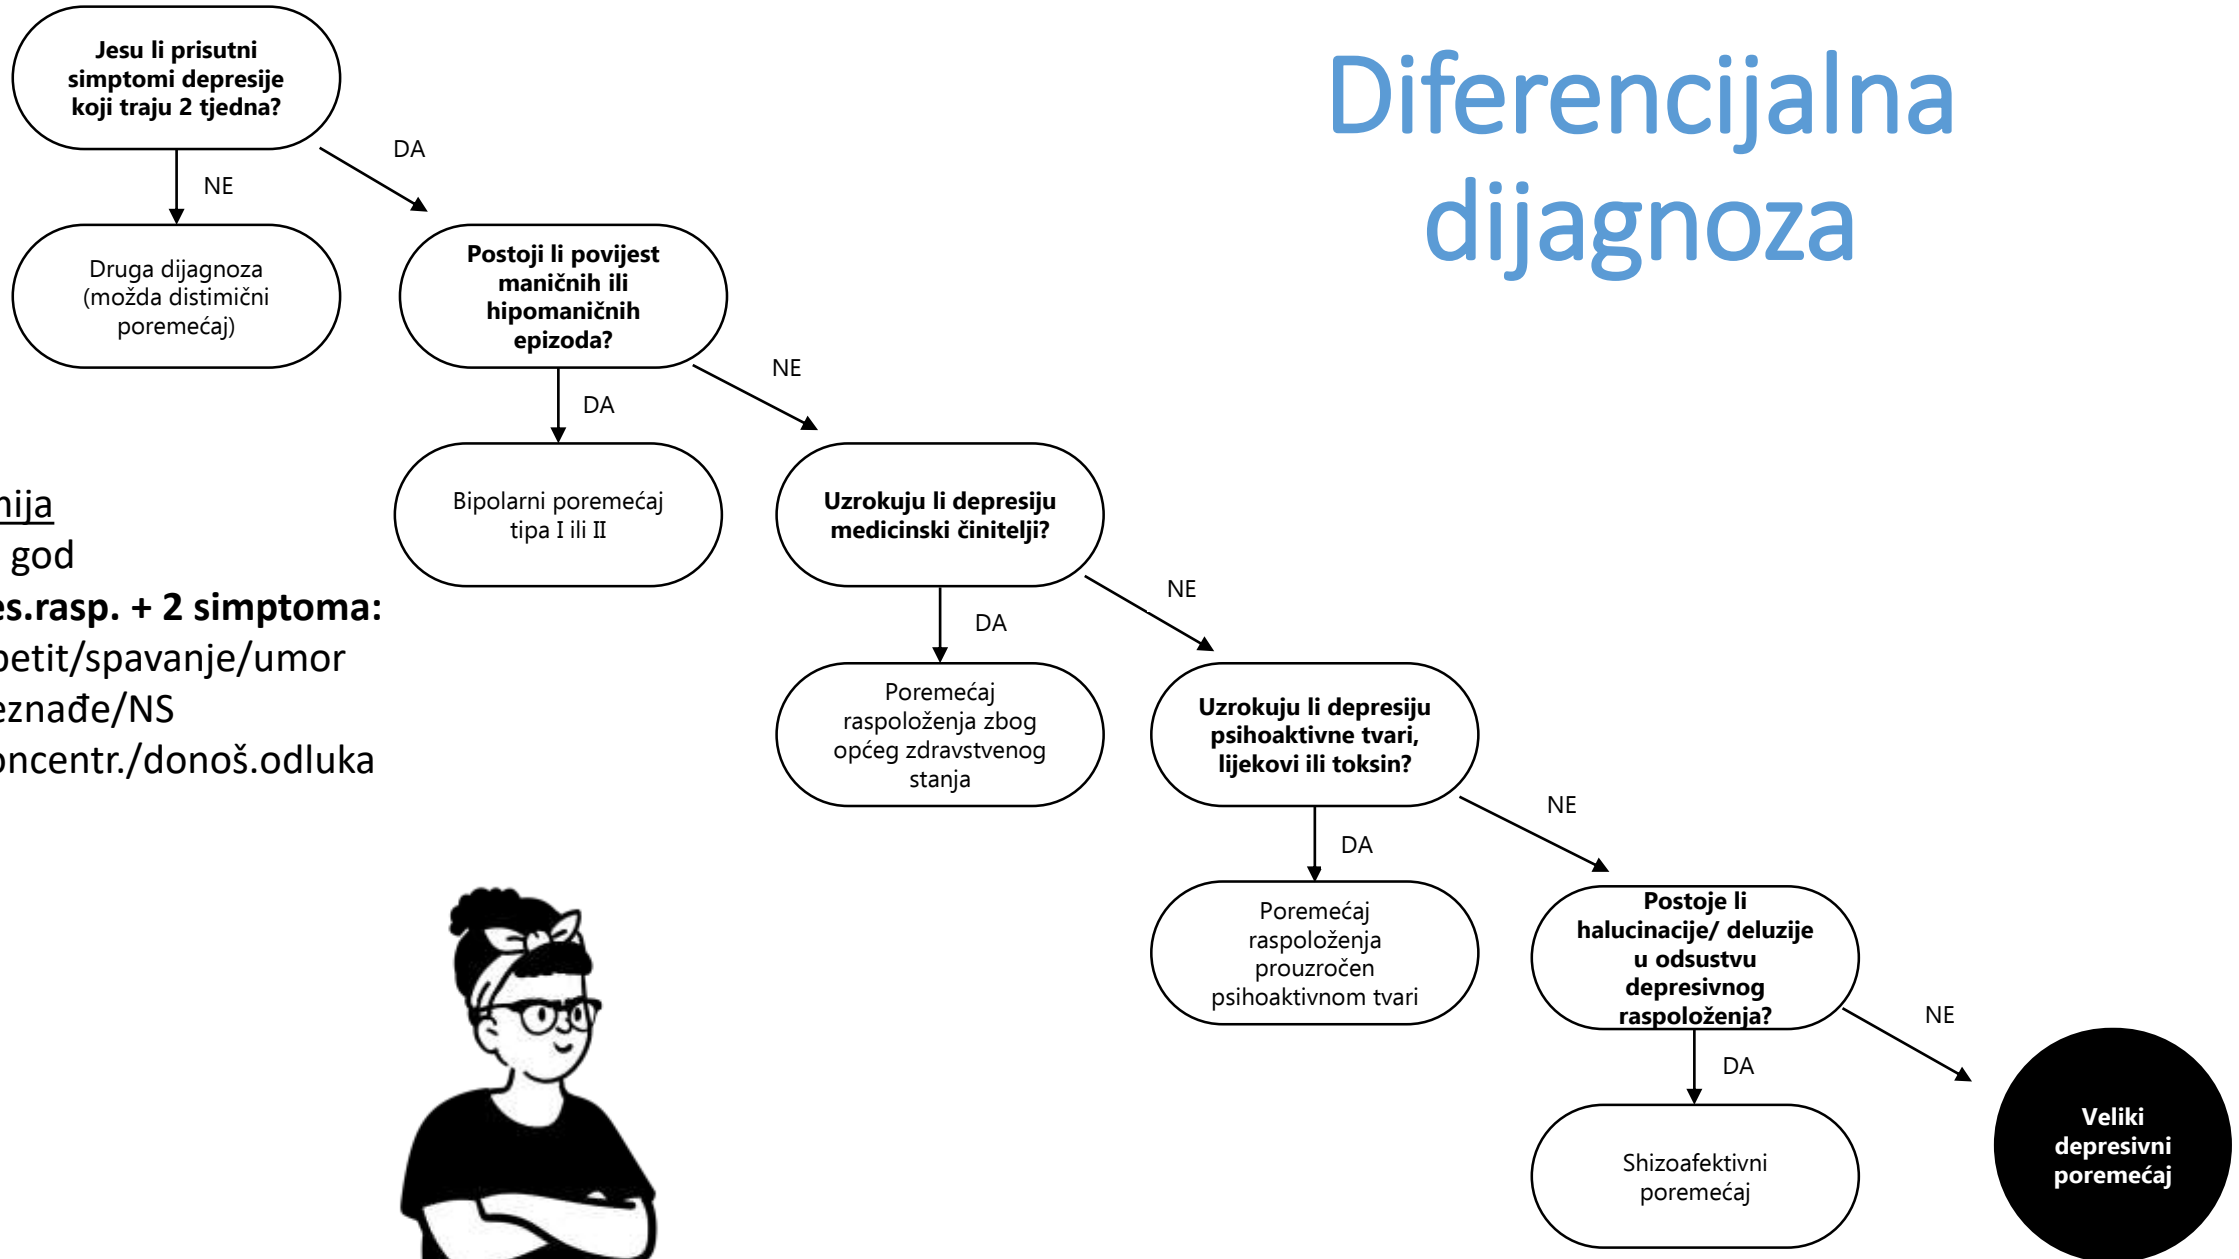 Diferencijalna
dijagnoza
Jesu li prisutni
simptomi depresije
koji traju 2 tjedna?
DA
NE
Druga dijagnoza
(možda distimični
poremećaj)
Postoji li povijest
maničnih ili
hipomaničnih
epizoda?
NE
DA
Bipolarni poremećaj
tipa I ili II
Uzrokuju li depresiju
medicinski činitelji?
NE
DA
Poremećaj
raspoloženja zbog
općeg zdravstvenog
stanja
Uzrokuju li depresiju
psihoaktivne tvari,
lijekovi ili toksin?
NE
DA
Poremećaj
raspoloženja
prouzročen
psihoaktivnom tvari
Postoje li
halucinacije/ deluzije
u odsustvu
depresivnog
raspoloženja?
NE
DA
Shizoafektivni
poremećaj
Veliki
depresivni
poremećaj
nija
god
es.rasp. + 2 simptoma:
petit/spavanje/umor
eznađe/NS
oncentr./donoš.odluka